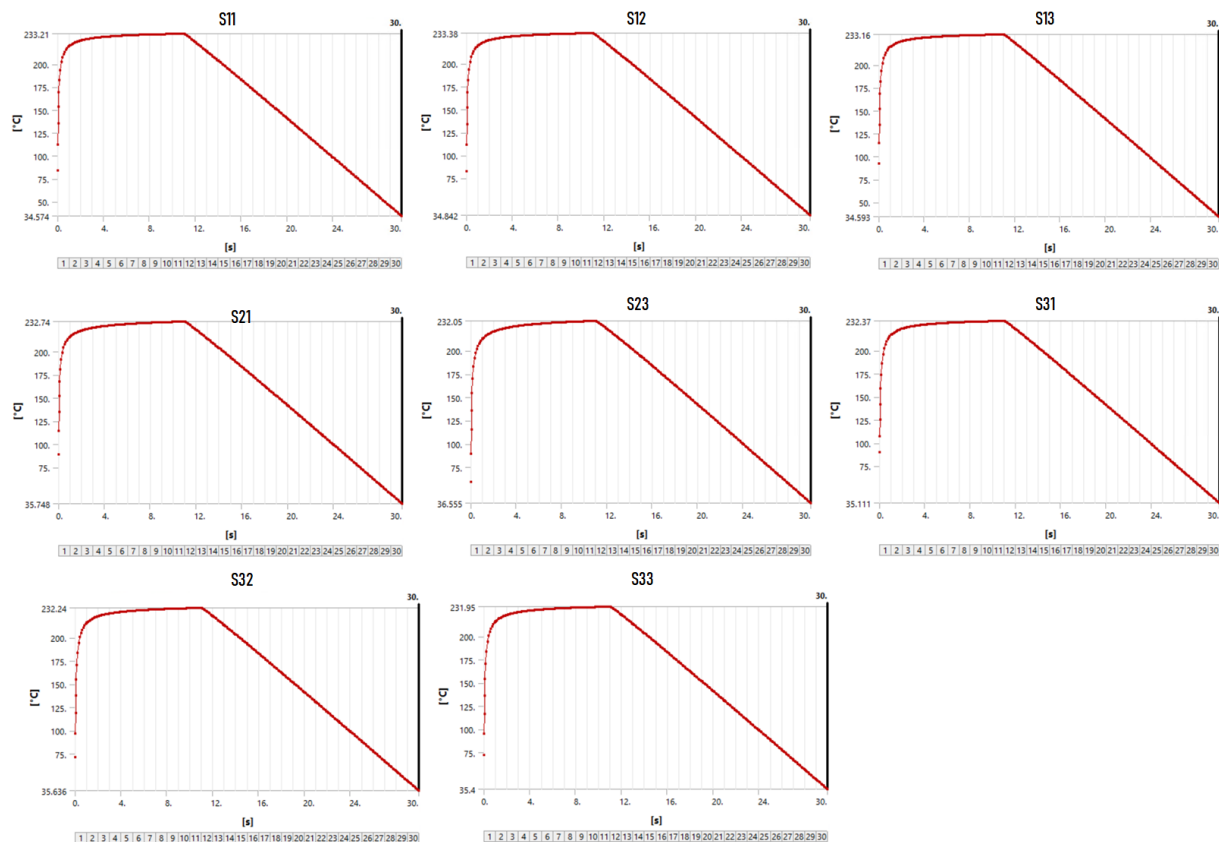 S11
30.
233.21
200.
175.
150.
125.
100.
75.
50.
34.574
[°C]
0. 4. 8. 12. 16. 20. 24. 30.
[s]
1 2 3 4 5 6 7 8 9 10 11 12 13 14 15 16 17 18 19 20 21 22 23 24 25 26 27 28 29 30
S12
30.
233.38
200.
175.
150.
125.
100.
75.
34.842
[°C]
0. 4. 8. 12. 16. 20. 24. 30.
[s]
1 2 3 4 5 6 7 8 9 10 11 12 13 14 15 16 17 18 19 20 21 22 23 24 25 26 27 28 29 30
S13
30.
233.16
200.
175.
150.
125.
100.
75.
50.
34.593
[°C]
0. 4. 8. 12. 16. 20. 24. 30.
[s]
1 2 3 4 5 6 7 8 9 10 11 12 13 14 15 16 17 18 19 20 21 22 23 24 25 26 27 28 29 30
S21
30.
232.74
200.
175.
150.
125.
100.
75.
35.748
[°C]
0. 4. 8. 12. 16. 20. 24. 30.
[s]
1 2 3 4 5 6 7 8 9 10 11 12 13 14 15 16 17 18 19 20 21 22 23 24 25 26 27 28 29 30
S23
30.
232.05
200.
175.
150.
125.
100.
75.
36.555
[°C]
0. 4. 8. 12. 16. 20. 24. 30.
[s]
1 2 3 4 5 6 7 8 9 10 11 12 13 14 15 16 17 18 19 20 21 22 23 24 25 26 27 28 29 30
S31
30.
232.37
200.
175.
150.
125.
100.
75.
35.111
[°C]
0. 4. 8. 12. 16. 20. 24. 30.
[s]
1 2 3 4 5 6 7 8 9 10 11 12 13 14 15 16 17 18 19 20 21 22 23 24 25 26 27 28 29 30
S32
30.
232.24
200.
175.
150.
125.
100.
75.
35.636
[°C]
0. 4. 8. 12. 16. 20. 24. 30.
[s]
1 2 3 4 5 6 7 8 9 10 11 12 13 14 15 16 17 18 19 20 21 22 23 24 25 26 27 28 29 30
S33
30.
231.95
200.
175.
150.
125.
100.
75.
35.4
[°C]
0. 4. 8. 12. 16. 20. 24. 30.
[s]
1 2 3 4 5 6 7 8 9 10 11 12 13 14 15 16 17 18 19 20 21 22 23 24 25 26 27 28 29 30